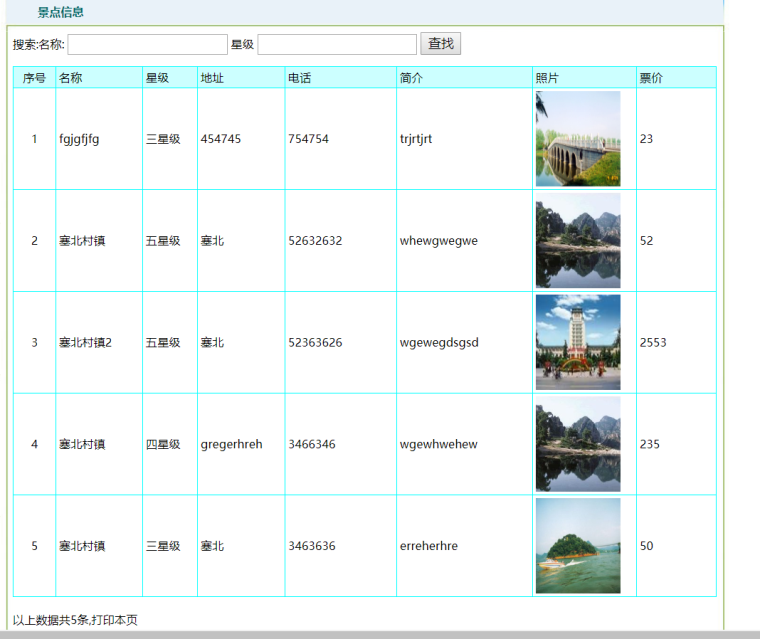 景点信息
搜索:名称: 星级 查找
序号 名称 星级 地址 电话 简介 照片 票价
1 fgjgfjfg 三星级 454745 754754 trjrtjrt 23
2 塞北村镇 五星级 塞北 52632632 whewgwegwe 52
3 塞北村镇2 五星级 塞北 52363626 wgewegdsgsd 2553
4 塞北村镇 四星级 gregerhreh 3466346 wgewhwehew 235
5 塞北村镇 三星级 塞北 3463636 erreherhre 50
以上数据共5条,打印本页